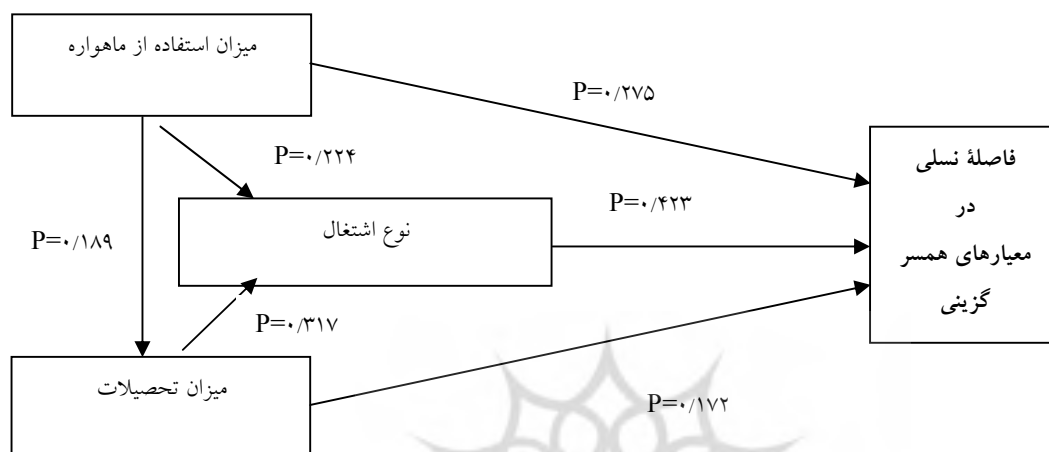 میزان استفاده از ماهواره
P=۰/۲۷۵
P=۰/۲۲۴
فاصلهٔ نسلی
در
معیارهای همسر
گزینی
نوع اشتغال
P=۰/۴۲۳
P=۰/۱۸۹
P=۰/۳۱۷
میزان تحصیلات
P=۰/۱۷۲